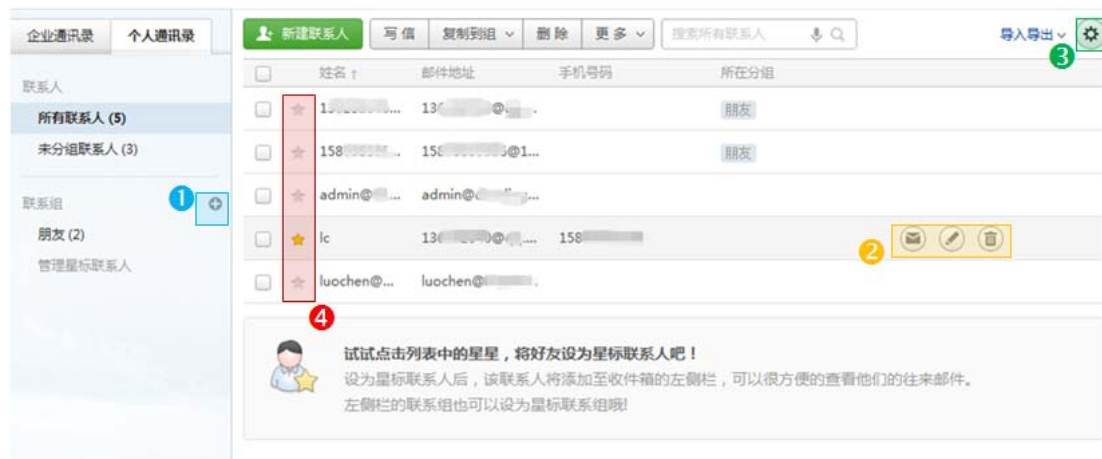 企业通讯录 个人通讯录
新建联系人 写信 复制到组 删除 更多 搜索所有联系人 导入导出
3
联系人
所有联系人 (5)
未分组联系人 (3)
联系组
1
朋友 (2)
管理星标联系人
姓名↑ 邮件地址 手机号码 所在分组
朋友
158 @1... 朋友
admin@ ... admin@
lc 158
2
luochen@... luochen@
4
试试点击列表中的星星，将好友设为星标联系人吧！
设为星标联系人后，该联系人将添加至收件箱的左侧栏，可以很方便的查看他们的往来邮件。
左侧栏的联系组也可以设为星标联系组哦!